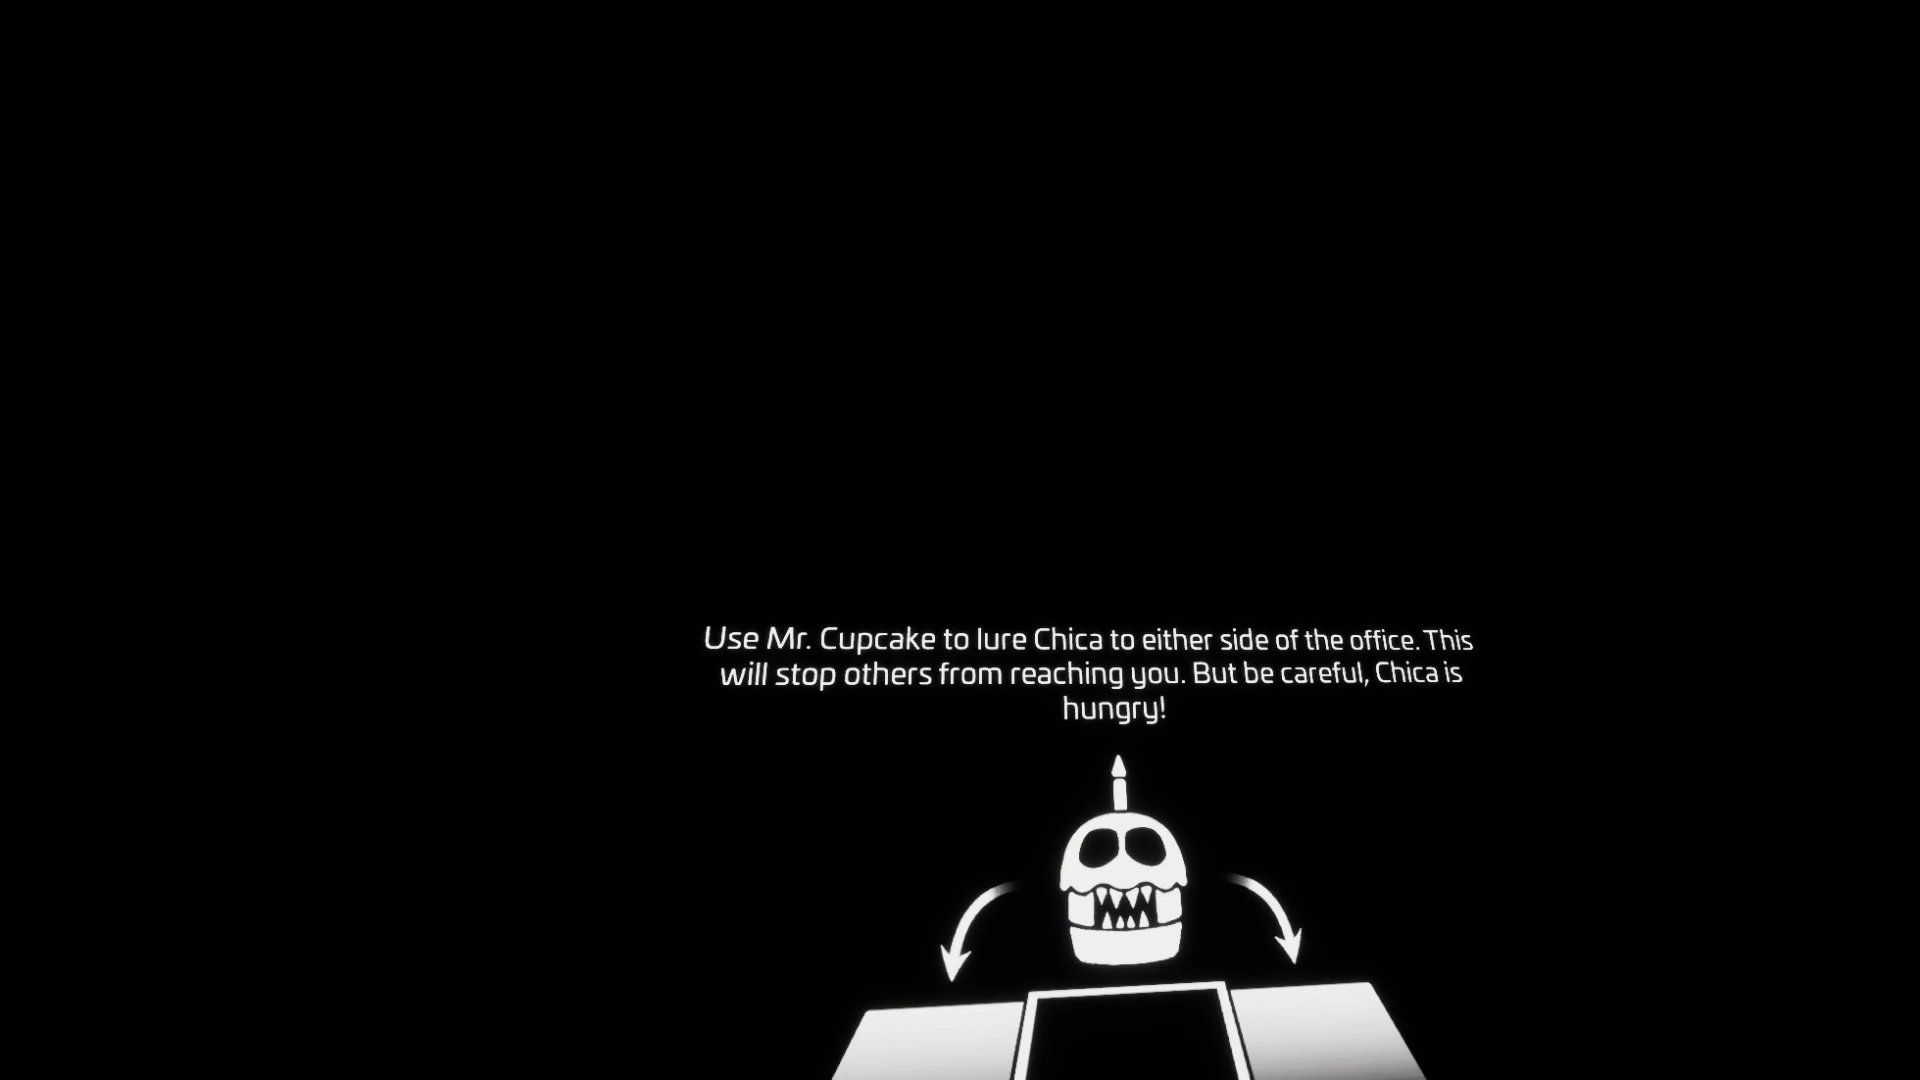 Use Mr. Cupcake to lure Chica to either side of the office. This
will stop others from reaching you. But be careful, Chica is
hungry!